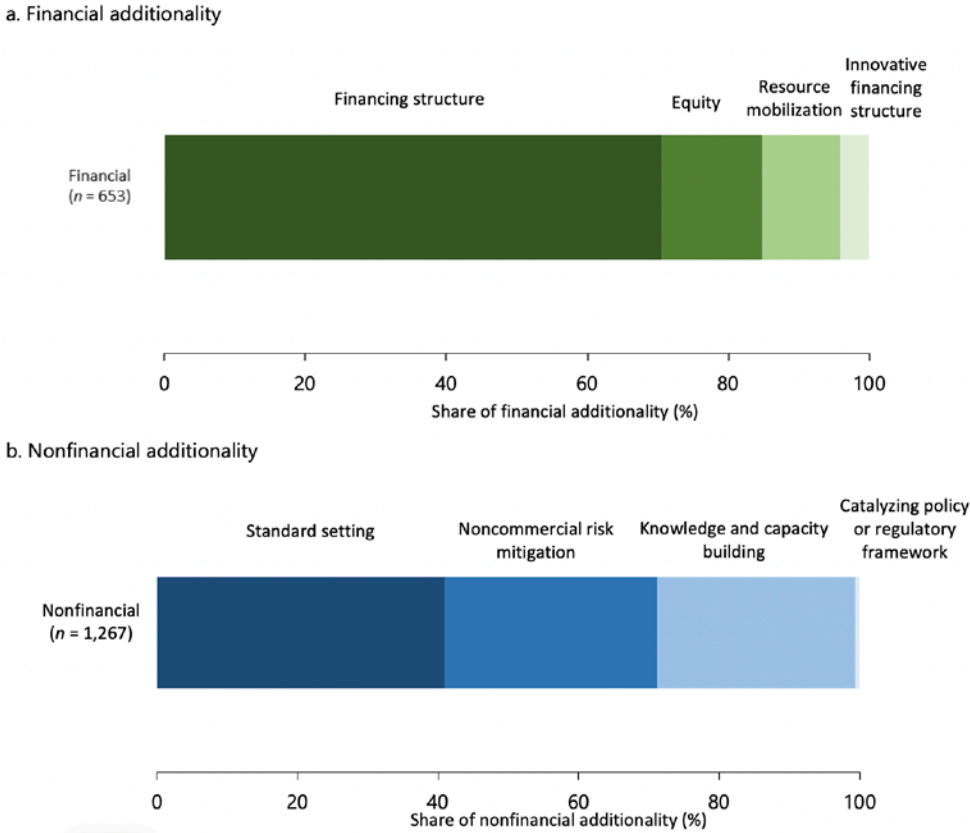 a. Financial additionality
Financing structure
Equity
Resource
mobilization
Innovative
financing
structure
Financial
(n = 653)
0 20 40 60 80 100
Share of financial additionality (%)
b. Nonfinancial additionality
Standard setting
Noncommercial risk
mitigation
Knowledge and capacity
building
Catalyzing policy
or regulatory
framework
Nonfinancial
(n = 1,267)
0 20 40 60 80 100
Share of nonfinancial additionality (%)